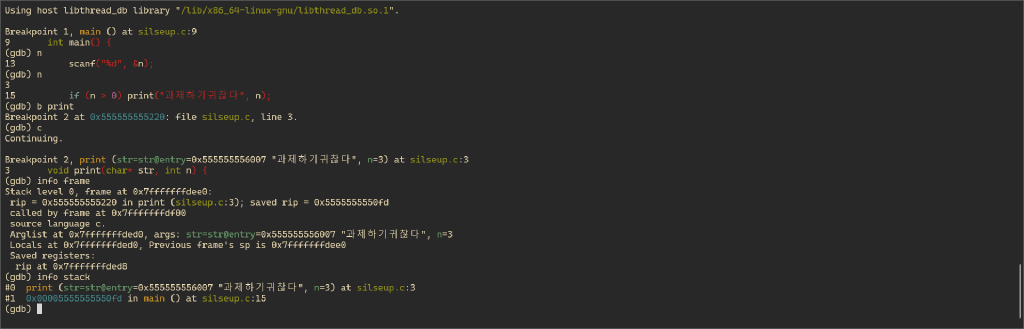 Using host libthread_db library "/lib/x86_64-linux-gnu/libthread_db.so.1".
Breakpoint 1, main () at silseup.c:9
9 int main() {
(gdb) n
13 scanf("%d", &n);
(gdb) n
3
15 if (n > 0) print("과제하기귀찮다", n);
(gdb) b print
Breakpoint 2 at 0x555555555220: file silseup.c, line 3.
(gdb) c
Continuing.
Breakpoint 2, print (str=str@entry=0x555555556007 "과제하기귀찮다", n=3) at silseup.c:3
3 void print(char* str, int n) {
(gdb) info frame
Stack level 0, frame at 0x7fffffffdee0:
rip = 0x555555555220 in print (silseup.c:3); saved rip = 0x5555555550fd
called by frame at 0x7fffffffdf00
source language c.
Arglist at 0x7fffffffded0, args: str=str@entry=0x555555556007 "과제하기귀찮다", n=3
Locals at 0x7fffffffded0, Previous frame's sp is 0x7fffffffdee0
Saved registers:
rip at 0x7fffffffded8
(gdb) info stack
#0 print (str=str@entry=0x555555556007 "과제하기귀찮다", n=3) at silseup.c:3
#1 0x00005555555550fd in main () at silseup.c:15
(gdb)